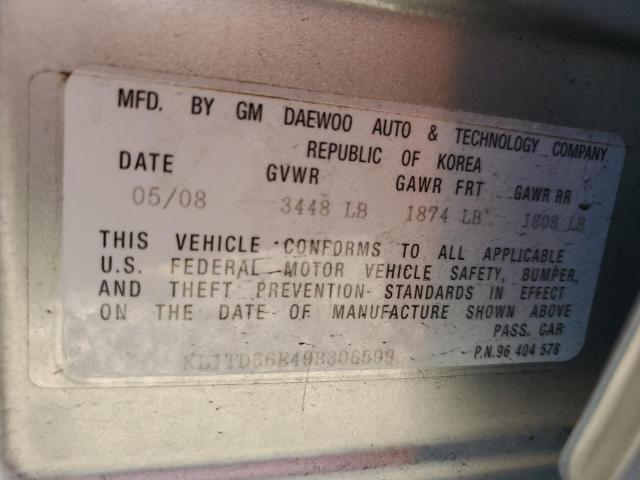 MFD. BY GM DAEWOO AUTO & TECHNOLOGY COMPANY
REPUBLIC OF KOREA
DATE GVWR GAWR FRT GAWR RR
05/08 3448 LB 1874 LB 1808 LB
THIS VEHICLE CONFORMS TO ALL APPLICABLE
U.S. FEDERAL MOTOR VEHICLE SAFETY, BUMPER,
AND THEFT PREVENTION STANDARDS IN EFFECT
ON THE DATE OF MANUFACTURE SHOWN ABOVE
PASS. CAR
P.N. 96 404 578